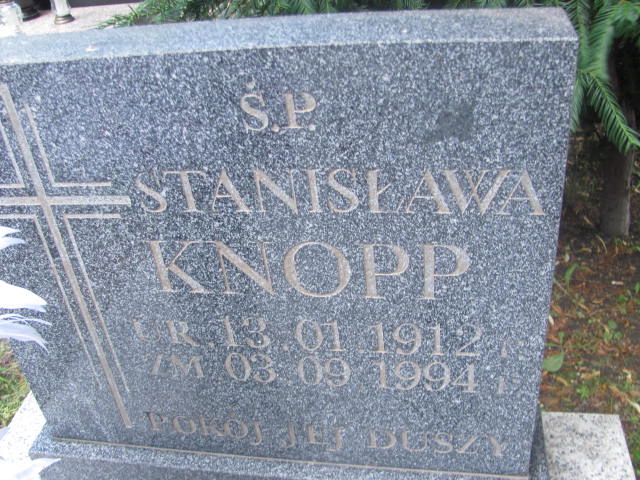 Ś.P.
STANISŁAWA
KNOPP
UR. 13.01 1912 r.
ZM 03.09 1994 r.
POKÓJ JEJ DUSZY